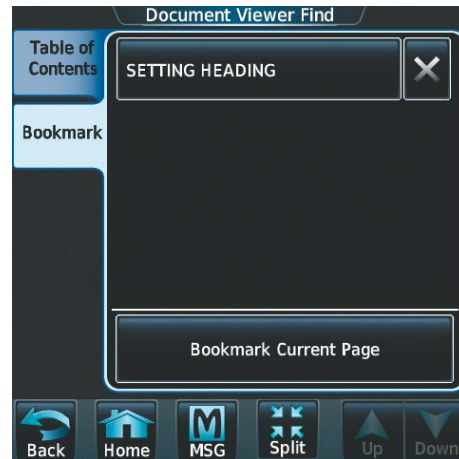 Document Viewer Find
Table of
Contents
SETTING HEADING
Bookmark
Bookmark Current Page
Back
Home
MSG
Split
Up
Down